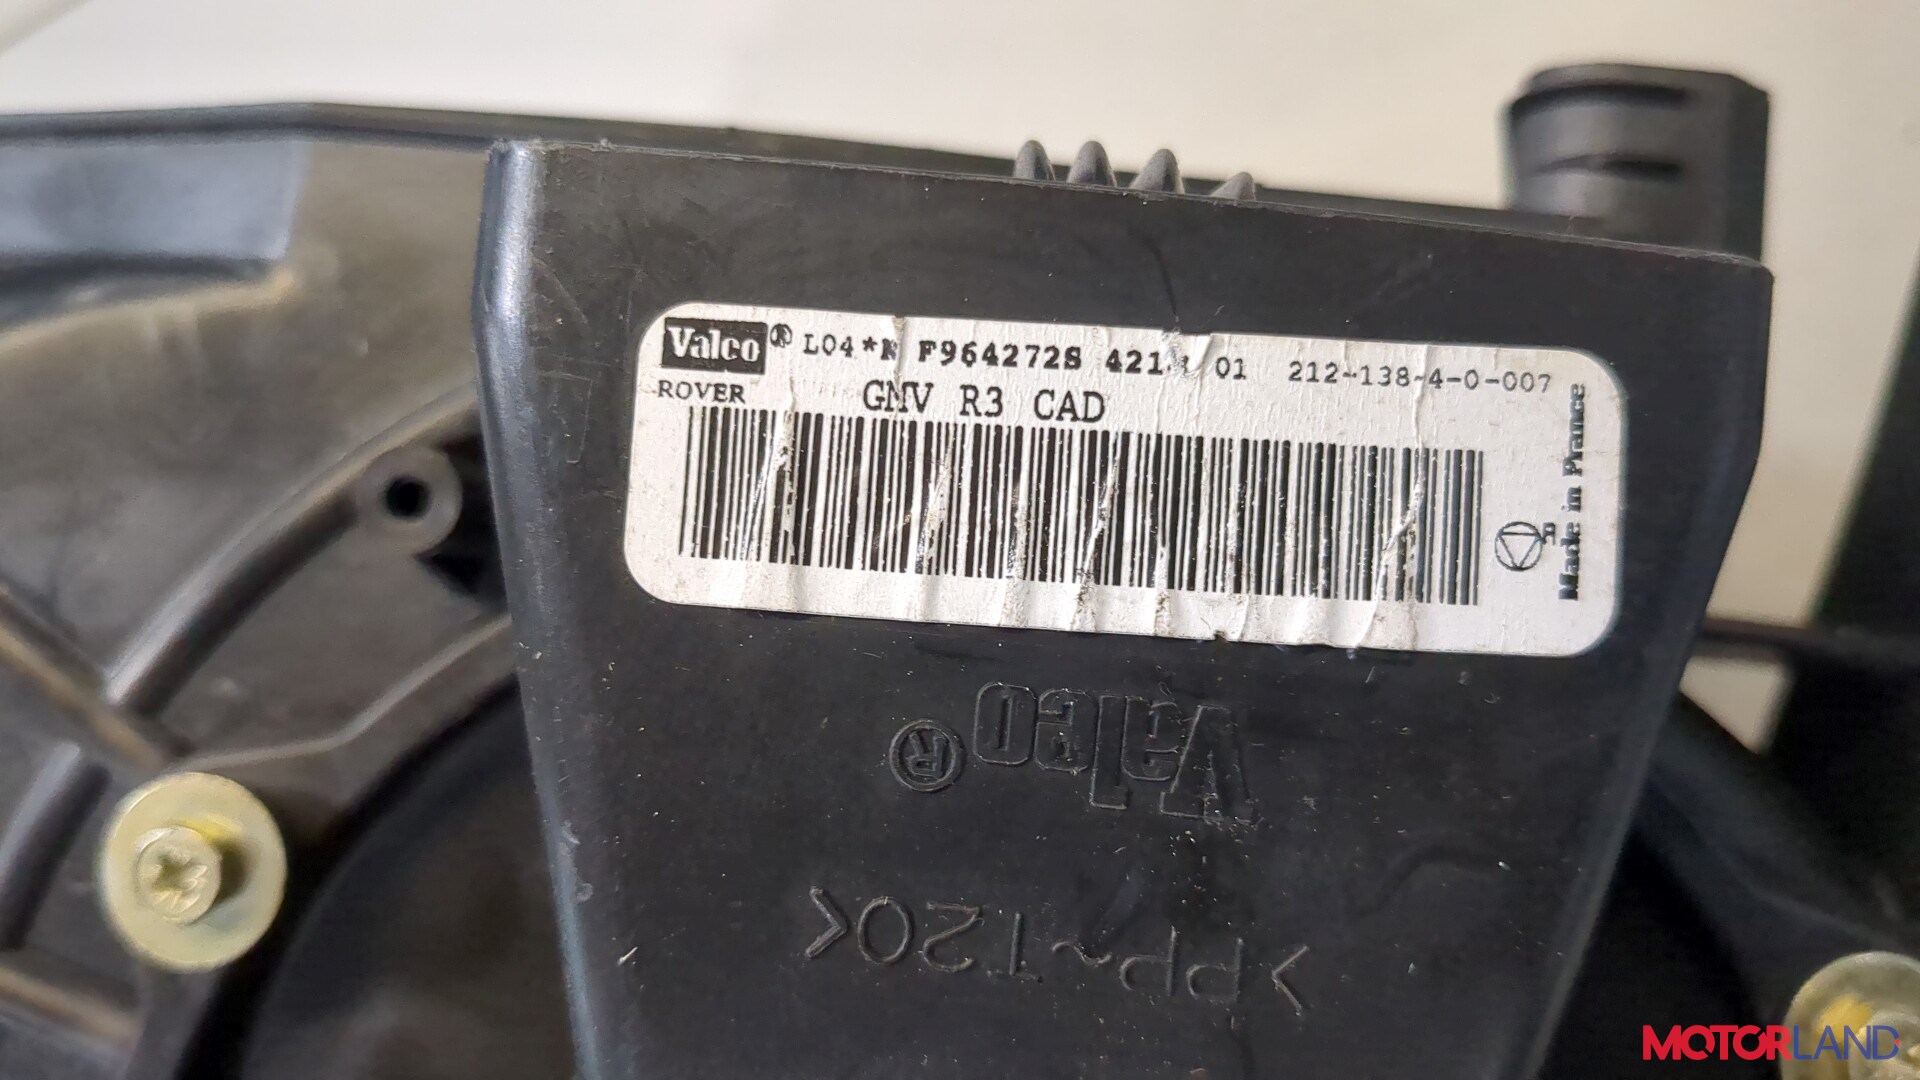 Valeo® L04*R F964272S 01 212-138-4-0-007
ROVER GMV R3 CAD
Made in France
Valeo®
>PP~T20<
MOTORLAND